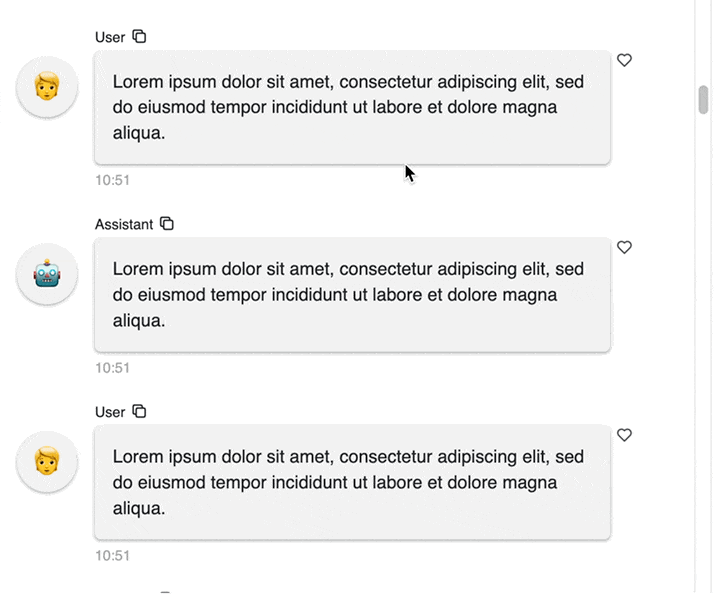 User
Lorem ipsum dolor sit amet, consectetur adipiscing elit, sed
do eiusmod tempor incididunt ut labore et dolore magna
aliqua.
10:51
Assistant
Lorem ipsum dolor sit amet, consectetur adipiscing elit, sed
do eiusmod tempor incididunt ut labore et dolore magna
aliqua.
10:51
User
Lorem ipsum dolor sit amet, consectetur adipiscing elit, sed
do eiusmod tempor incididunt ut labore et dolore magna
aliqua.
10:51